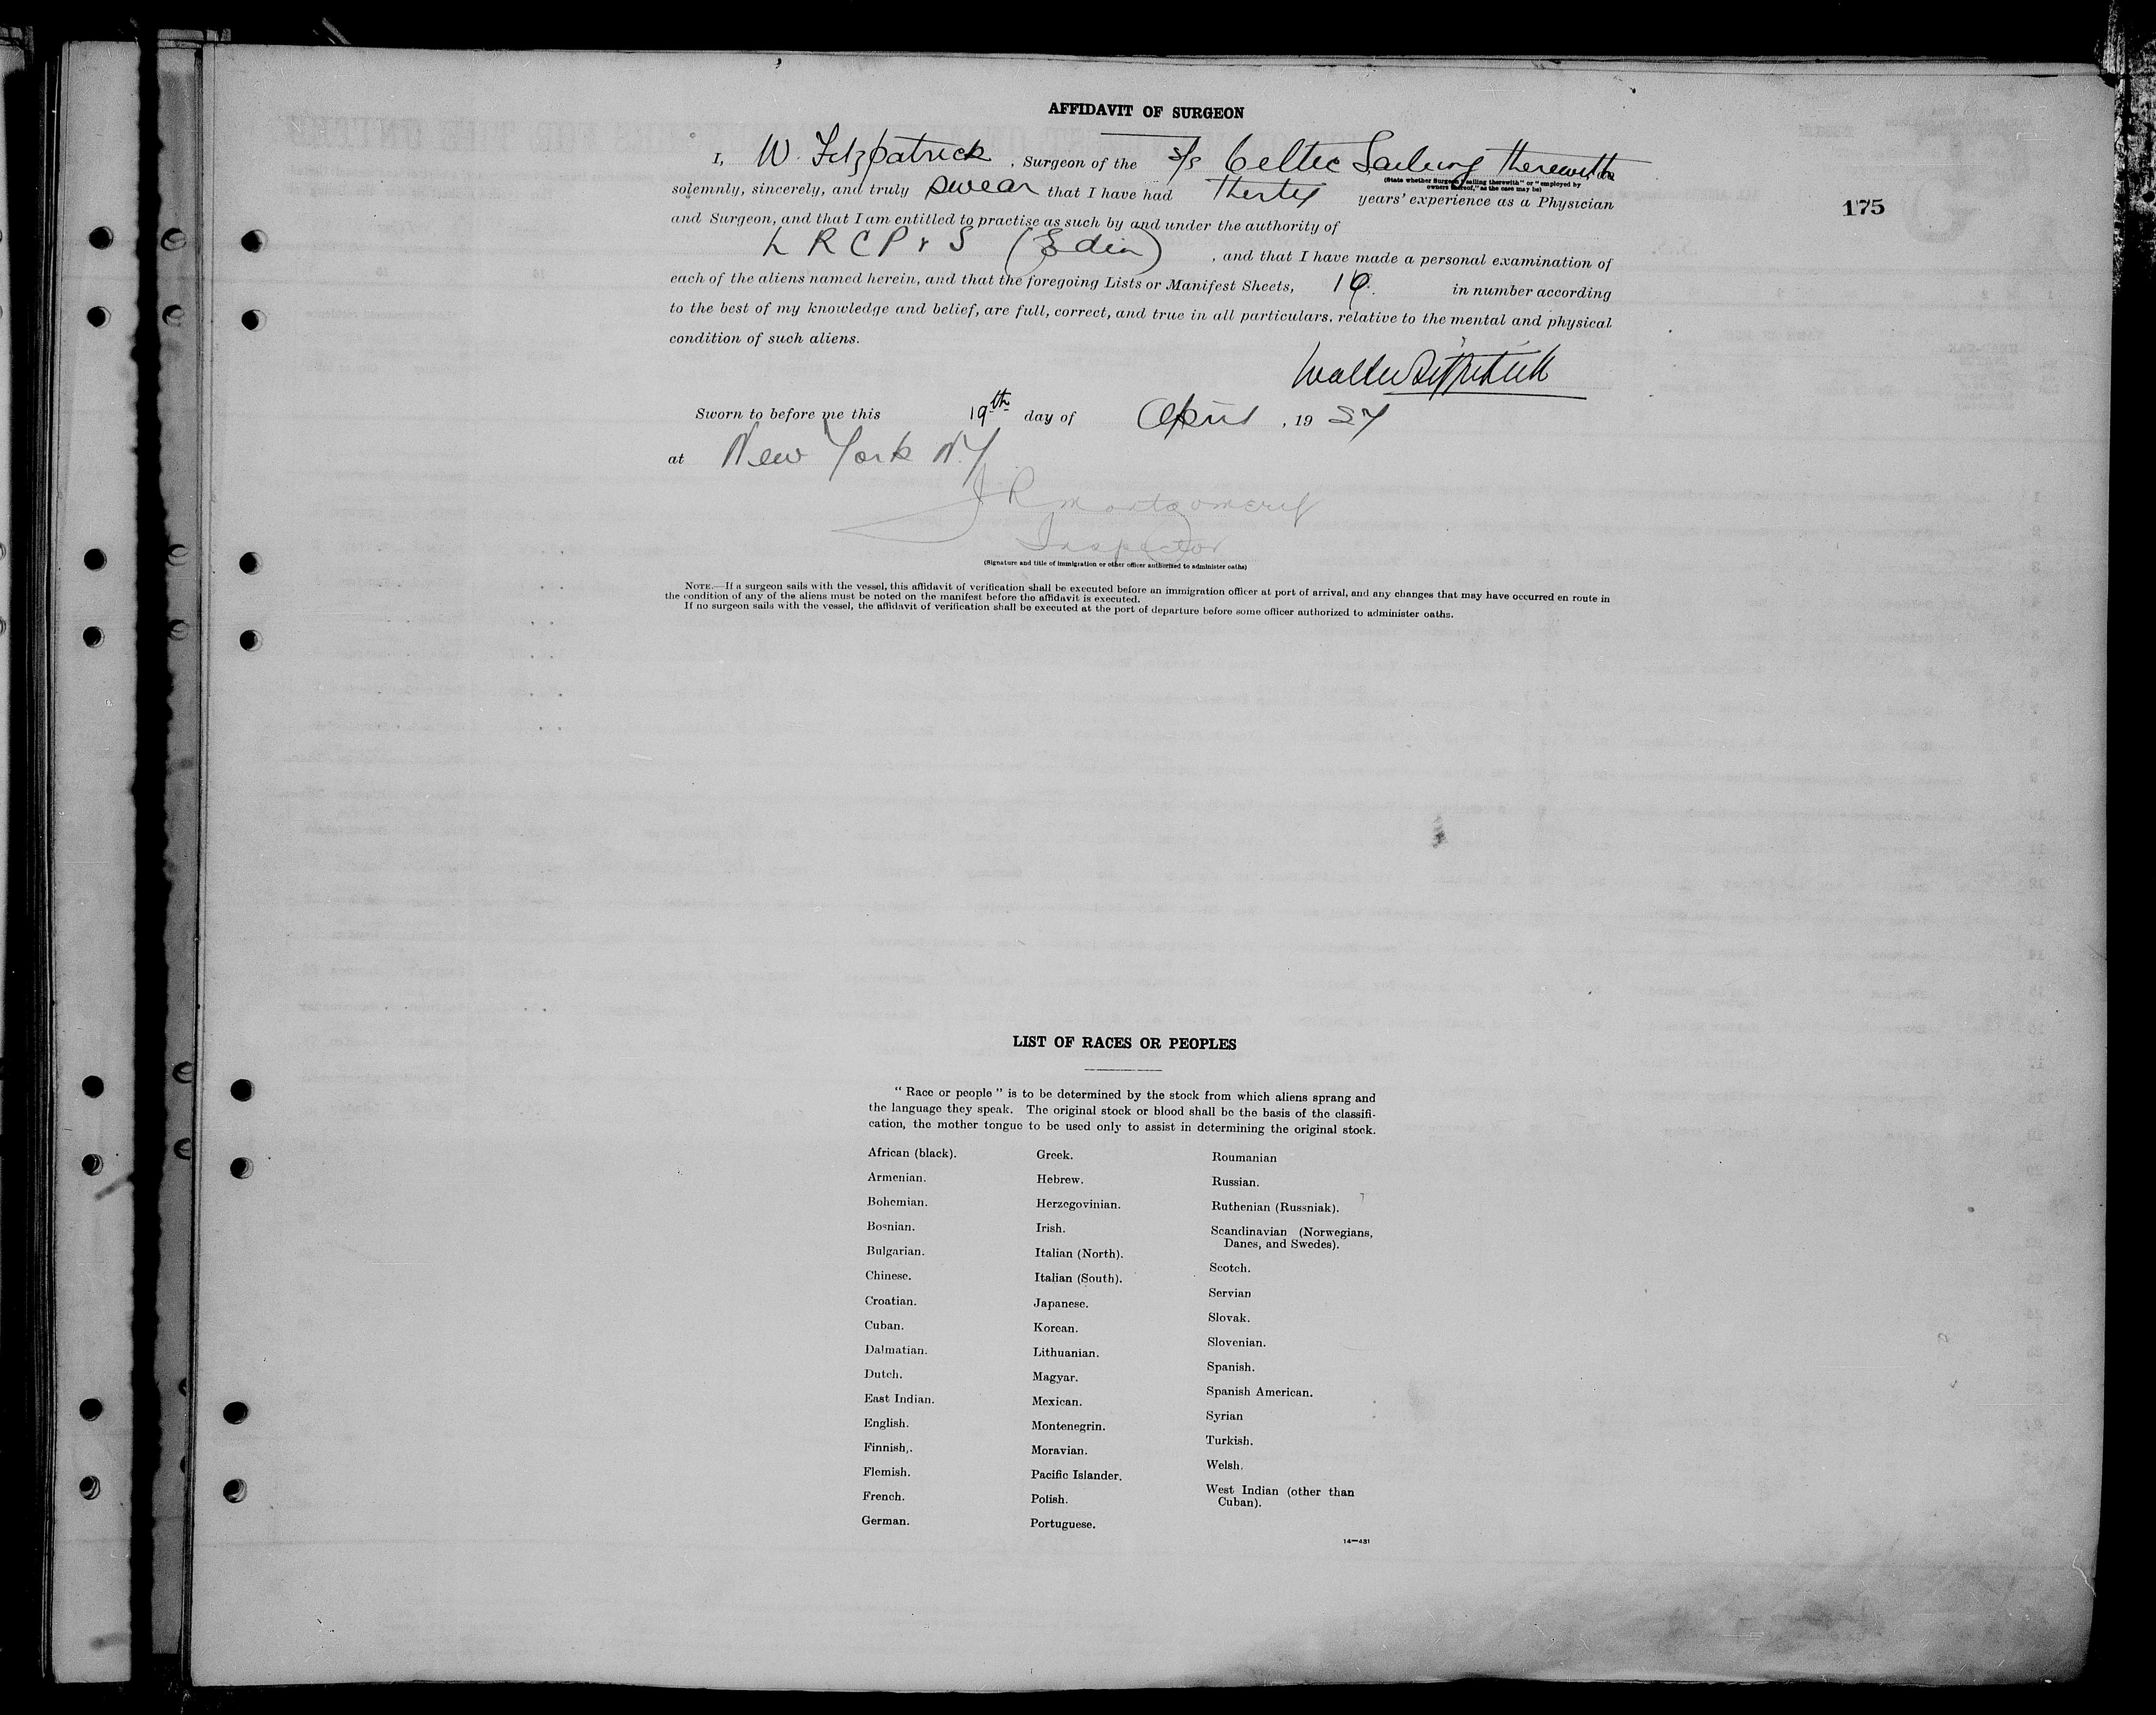 AFFIDAVIT OF SURGEON
I, W. Fitzpatrick, Surgeon of the S/S Celtic Sailing therewith
(State whether Surgeon "sailing therewith" or "employed by
owners thereof," as the case may be)
solemnly, sincerely, and truly swear that I have had thirty years' experience as a Physician
175
and Surgeon, and that I am entitled to practise as such by and under the authority of
L R C P & S (Edin), and that I have made a personal examination of
each of the aliens named herein, and that the foregoing Lists or Manifest Sheets, in number according
to the best of my knowledge and belief, are full, correct, and true in all particulars, relative to the mental and physical
condition of such aliens.
Walter Fitzpatrick
Sworn to before me this 19th day of April, 1927
at New York N.Y.
J R Montgomery
Inspector
(Signature and title of immigration or other officer authorized to administer oaths)
NOTE.—If a surgeon sails with the vessel, this affidavit of verification shall be executed before an immigration officer at port of arrival, and any changes that may have occurred en route in
the condition of any of the aliens must be noted on the manifest before the affidavit is executed.
If no surgeon sails with the vessel, the affidavit of verification shall be executed at the port of departure before some officer authorized to administer oaths.
LIST OF RACES OR PEOPLES
"Race or people" is to be determined by the stock from which aliens sprang and
the language they speak. The original stock or blood shall be the basis of the classifi-
cation, the mother tongue to be used only to assist in determining the original stock.
African (black).
Armenian.
Bohemian.
Bosnian.
Bulgarian.
Chinese.
Croatian.
Cuban.
Dalmatian.
Dutch.
East Indian.
English.
Finnish.
Flemish.
French.
German.
Greek.
Hebrew.
Herzegovinian.
Irish.
Italian (North).
Italian (South).
Japanese.
Korean.
Lithuanian.
Magyar.
Mexican.
Montenegrin.
Moravian.
Pacific Islander.
Polish.
Portuguese.
Roumanian
Russian.
Ruthenian (Russniak).
Scandinavian (Norwegians,
Danes, and Swedes).
Scotch.
Servian
Slovak.
Slovenian.
Spanish.
Spanish American.
Syrian
Turkish.
Welsh.
West Indian (other than
Cuban).
14—431